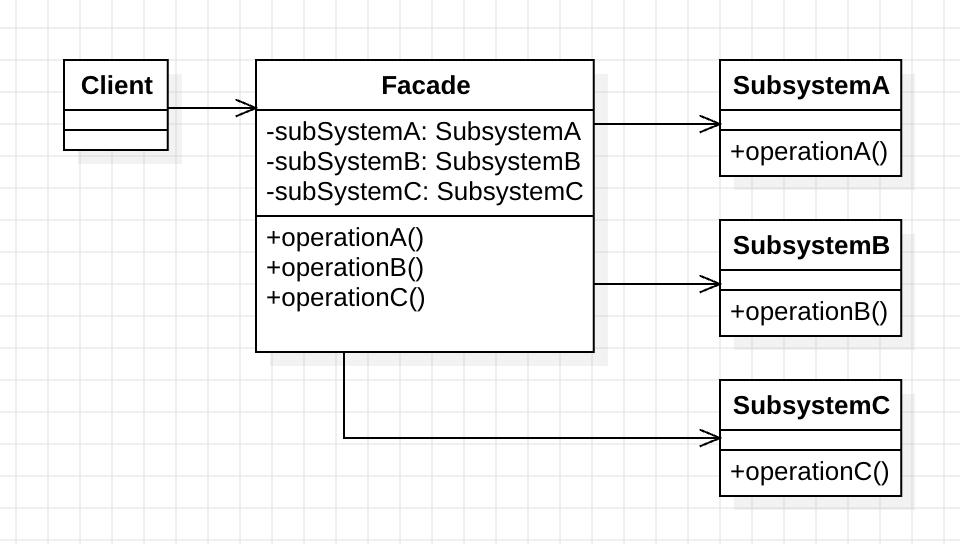 Client
Facade
-subSystemA: SubsystemA
-subSystemB: SubsystemB
-subSystemC: SubsystemC
+operationA()
+operationB()
+operationC()
SubsystemA
+operationA()
SubsystemB
+operationB()
SubsystemC
+operationC()